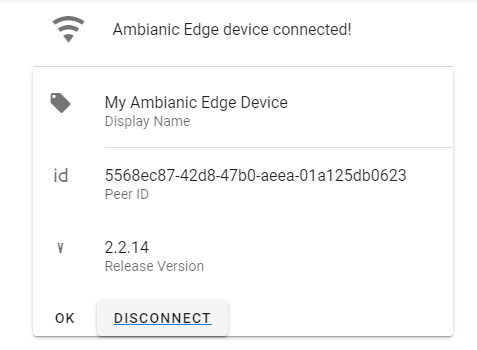 Ambianic Edge device connected!
My Ambianic Edge Device
Display Name
id 5568ec87-42d8-47b0-aeea-01a125db0623
Peer ID
V 2.2.14
Release Version
OK DISCONNECT